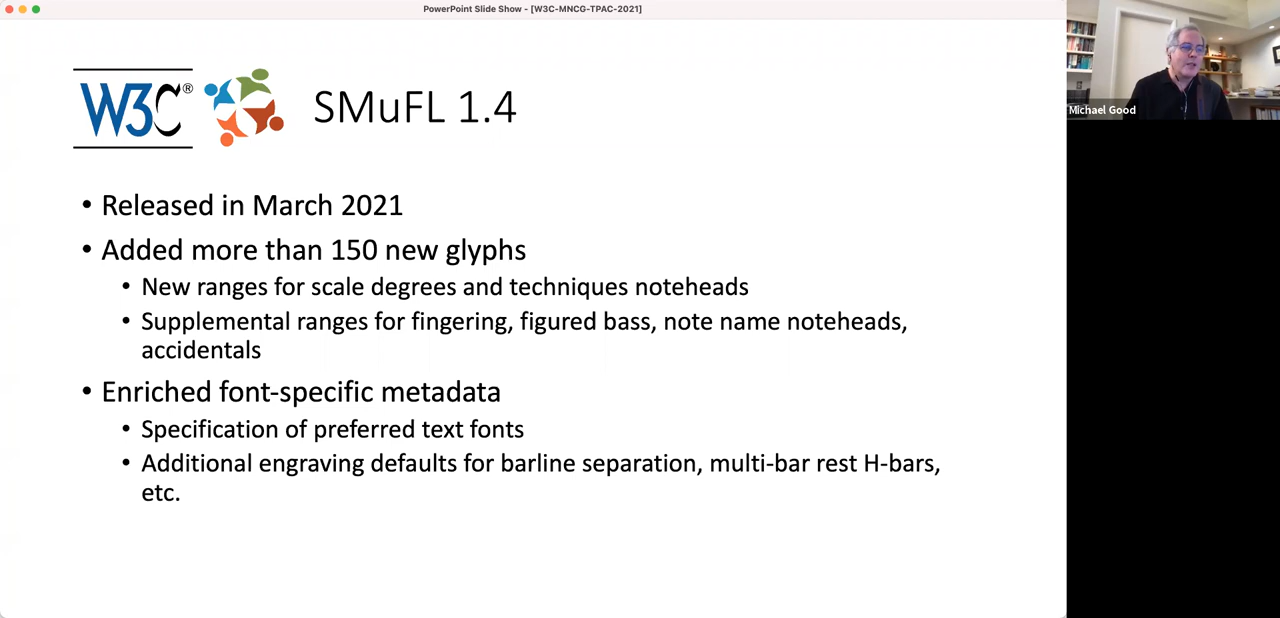 PowerPoint Slide Show - [W3C-MNCG-TPAC-2021]
W3C®
SMuFL 1.4
• Released in March 2021
• Added more than 150 new glyphs
• New ranges for scale degrees and techniques noteheads
• Supplemental ranges for fingering, figured bass, note name noteheads,
accidentals
• Enriched font-specific metadata
• Specification of preferred text fonts
• Additional engraving defaults for barline separation, multi-bar rest H-bars,
etc.
Michael Good